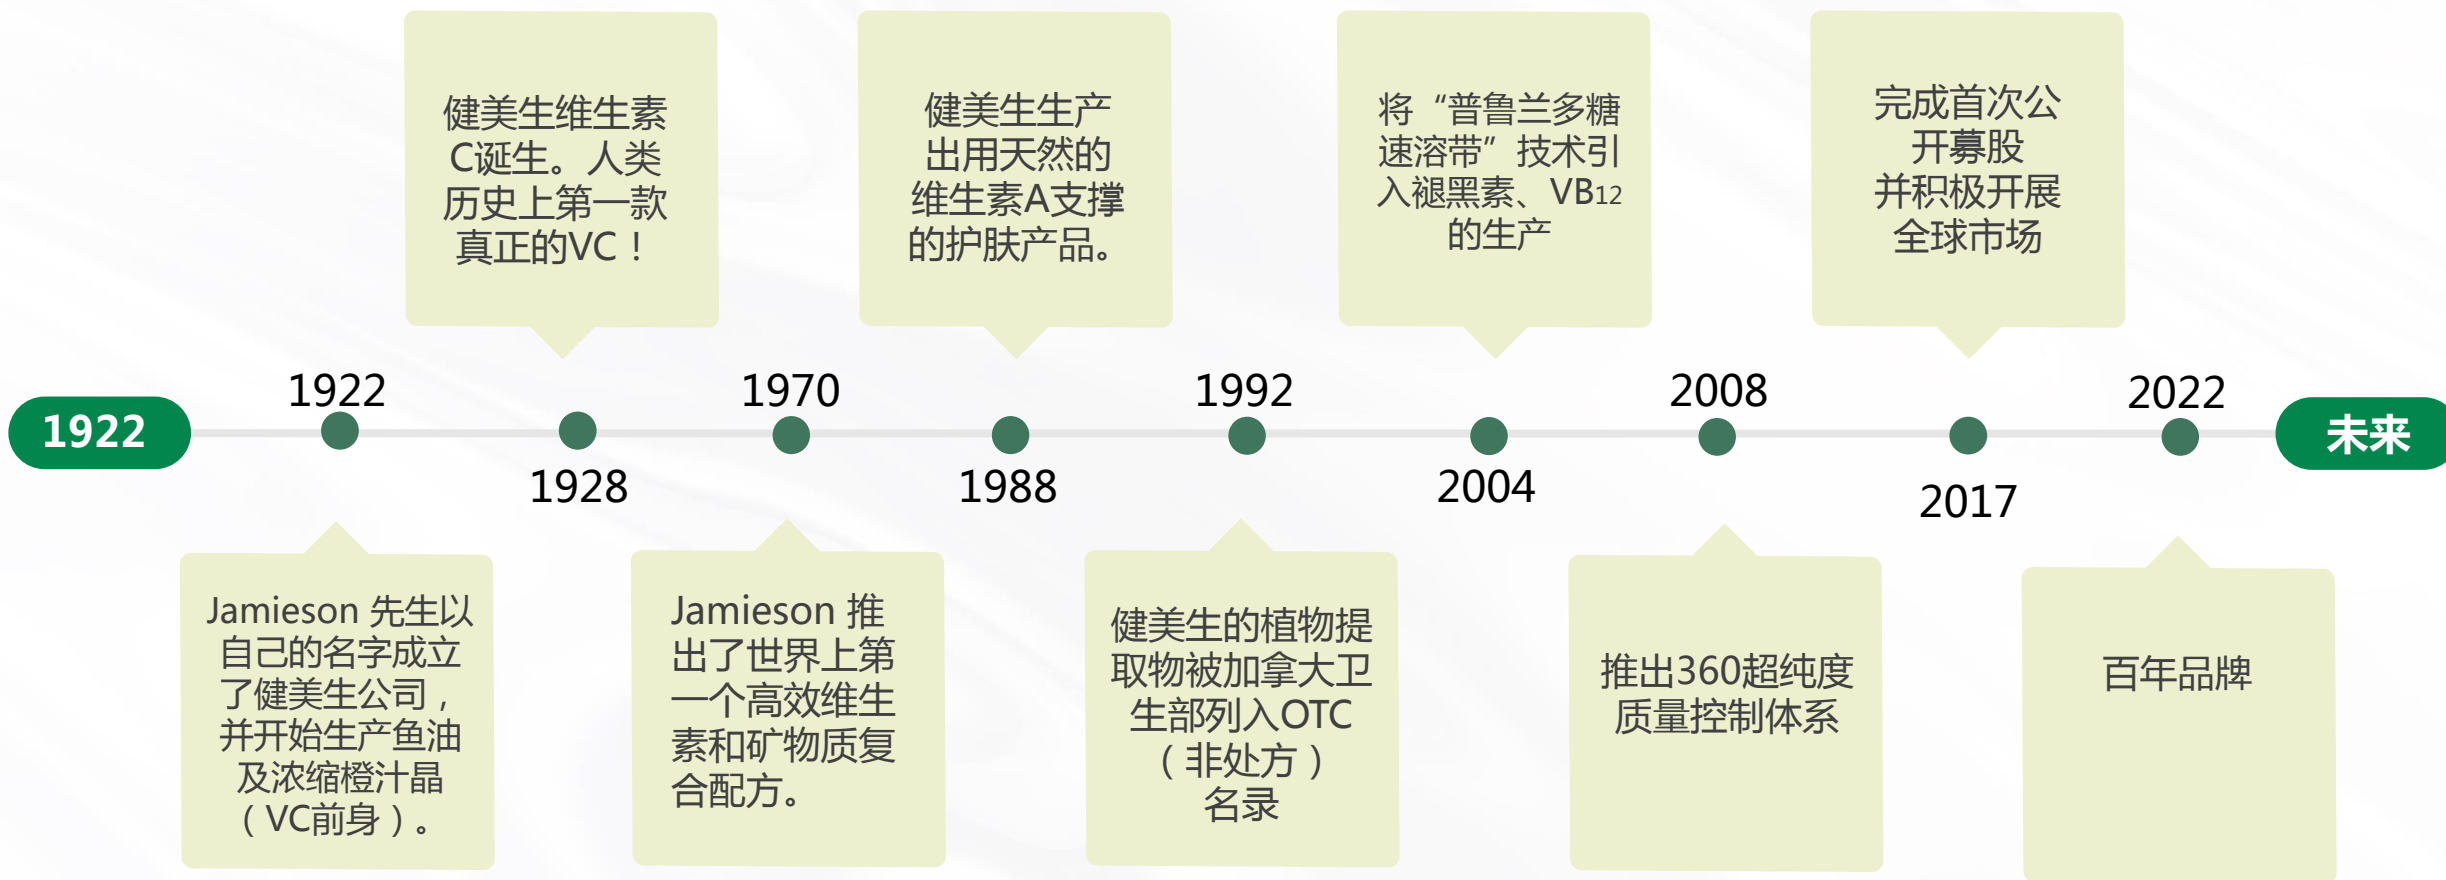 健美生维生素
C诞生。人类
历史上第一款
真正的VC！
健美生生产
出用天然的
维生素A支撑
的护肤产品。
将“普鲁兰多糖
速溶带”技术引
入褪黑素、VB12
的生产
完成首次公
开募股
并积极开展
全球市场
1922
1922
1928
1970
1988
1992
2004
2008
2017
2022
未来
Jamieson 先生以
自己的名字成立
了健美生公司，
并开始生产鱼油
及浓缩橙汁晶
（VC前身）。
Jamieson 推
出了世界上第
一个高效维生
素和矿物质复
合配方。
健美生的植物提
取物被加拿大卫
生部列入OTC
（非处方）
名录
推出360超纯度
质量控制体系
百年品牌